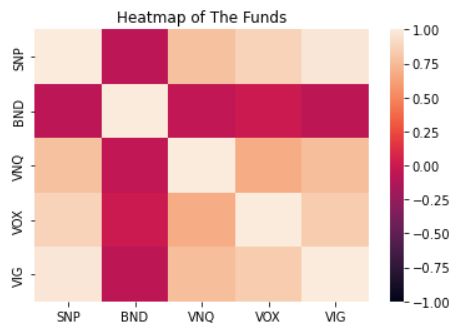 Heatmap of The Funds
SNP
BND
VNQ
VOX
VIG
SNP BND VNQ VOX VIG
1.00
0.75
0.50
0.25
0.00
−0.25
−0.50
−0.75
−1.00